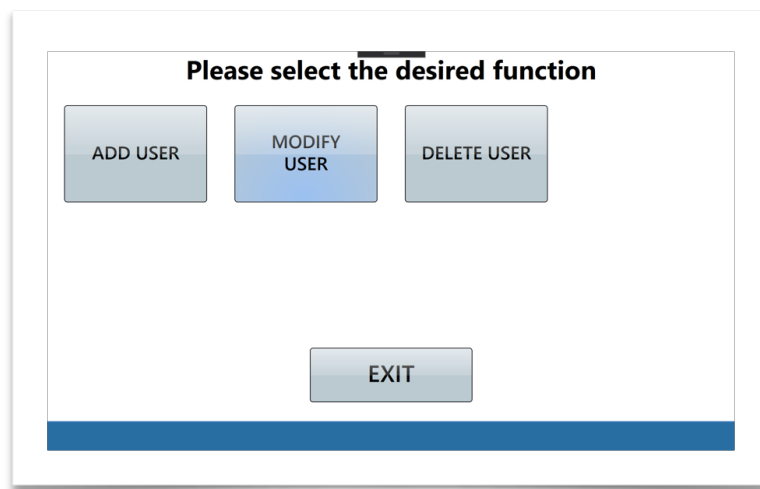 Please select the desired function
ADD USER
MODIFY
USER
DELETE USER
EXIT